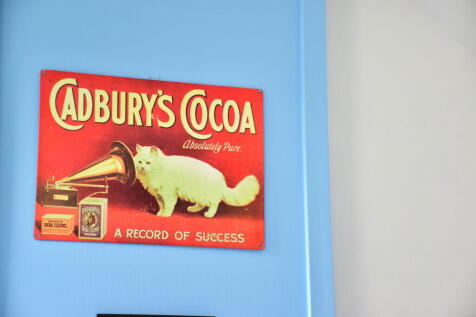 CADBURY'S COCOA
Absolutely Pure.
A RECORD OF SUCCESS